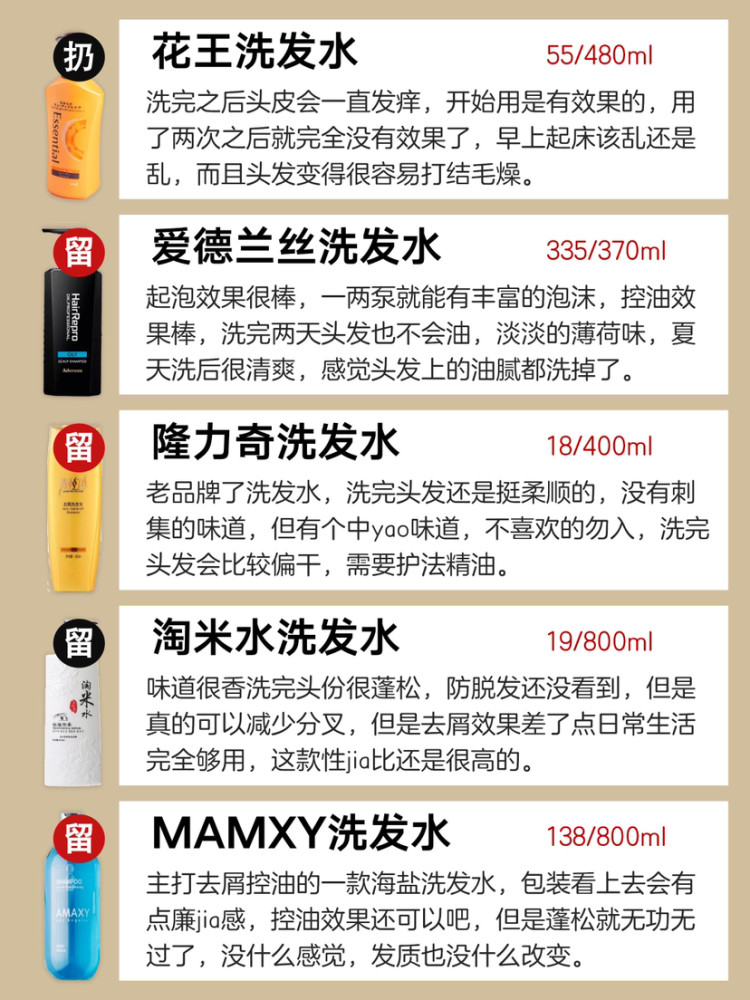 扔
花王洗发水
55/480ml
Essential
洗完之后头皮会一直发痒，开始用是有效果的，用
了两次之后就完全没有效果了，早上起床该乱还是
乱，而且头发变得很容易打结毛燥。
留
爱德兰丝洗发水
335/370ml
HairRepro
起泡效果很棒，一两泵就能有丰富的泡沫，控油效
果棒，洗完两天头发也不会油，淡淡的薄荷味，夏
天洗后很清爽，感觉头发上的油腻都洗掉了。
留
隆力奇洗发水
18/400ml
老品牌了洗发水，洗完头发还是挺柔顺的，没有刺
集的味道，但有个中yao味道，不喜欢的勿入，洗完
头发会比较偏干，需要护法精油。
留
淘米水洗发水
19/800ml
淘米水
味道很香洗完头份很蓬松，防脱发还没看到，但是
真的可以减少分叉，但是去屑效果差了点日常生活
完全够用，这款性jia比还是很高的。
留
MAMXY洗发水
138/800ml
AMAXY
主打去屑控油的一款海盐洗发水，包装看上去会有
点廉jia感，控油效果还可以吧，但是蓬松就无功无
过了，没什么感觉，发质也没什么改变。